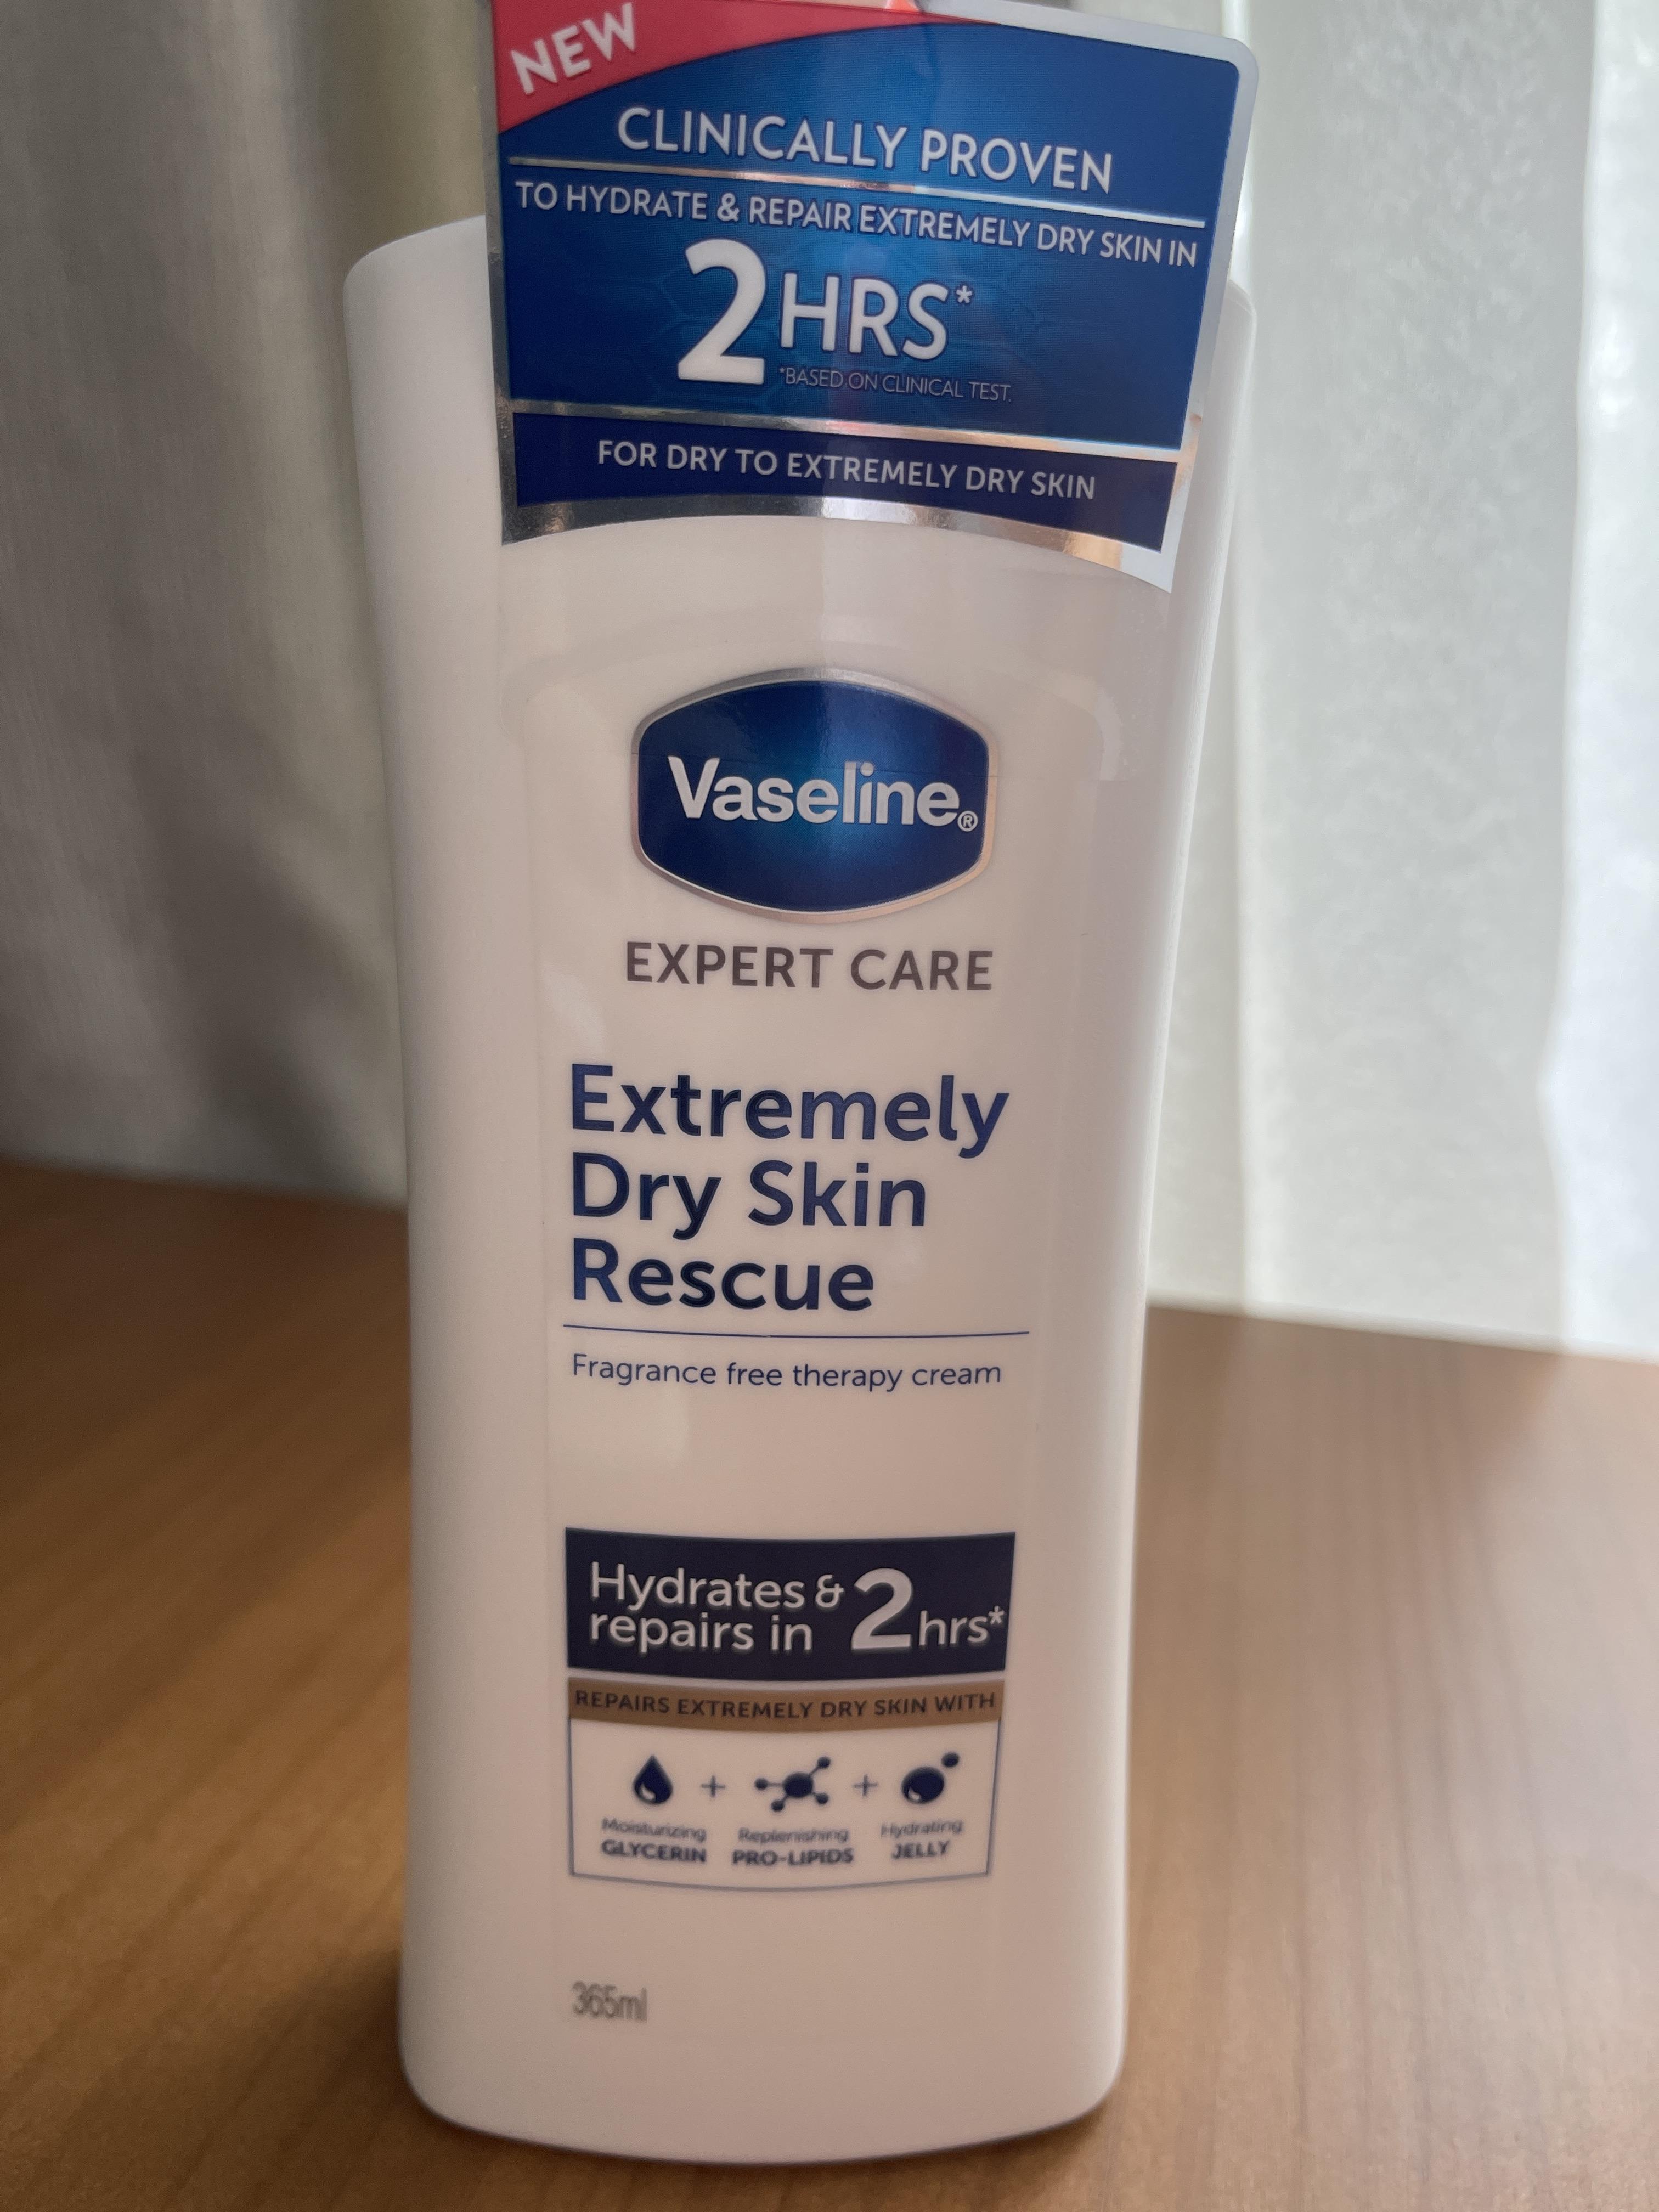 NEW
CLINICALLY PROVEN
TO HYDRATE & REPAIR EXTREMELY DRY SKIN IN
2 HRS*
*BASED ON CLINICAL TEST.
FOR DRY TO EXTREMELY DRY SKIN
Vaseline®
EXPERT CARE
Extremely
Dry Skin
Rescue
Fragrance free therapy cream
Hydrates &
repairs in 2hrs*
REPAIRS EXTREMELY DRY SKIN WITH
+ +
Moisturizing Replenishing Hydrating
GLYCERIN PRO-LIPIDS JELLY
365ml